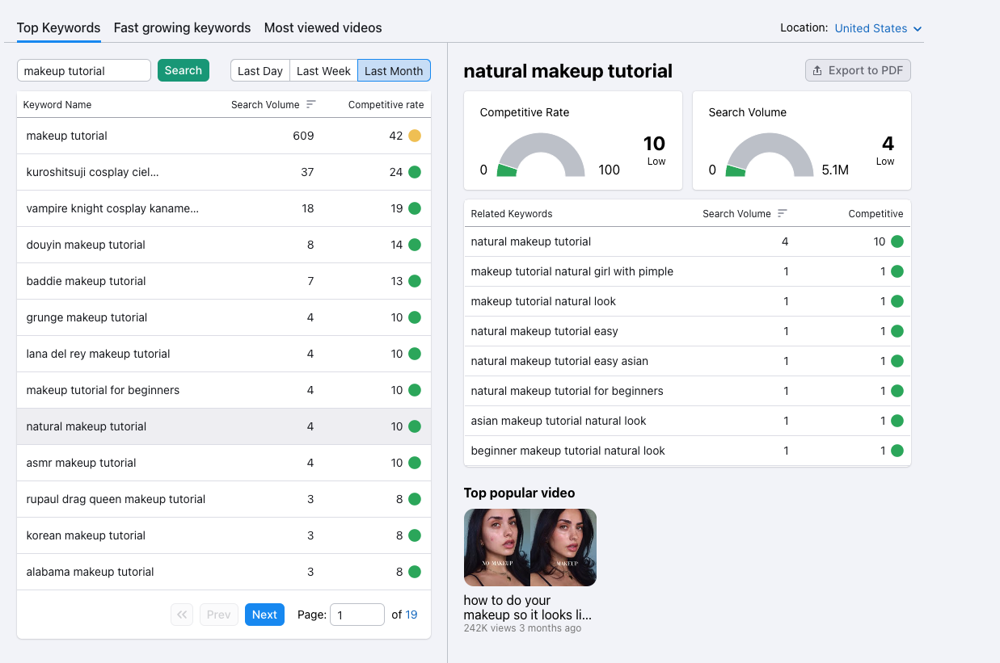 Top Keywords Fast growing keywords Most viewed videos Location: United States
makeup tutorial Search Last Day Last Week Last Month
Keyword Name Search Volume Competitive rate
makeup tutorial 609 42
kuroshitsuji cosplay ciel... 37 24
vampire knight cosplay kaname... 18 19
douyin makeup tutorial 8 14
baddie makeup tutorial 7 13
grunge makeup tutorial 4 10
lana del rey makeup tutorial 4 10
makeup tutorial for beginners 4 10
natural makeup tutorial 4 10
asmr makeup tutorial 4 10
rupaul drag queen makeup tutorial 3 8
korean makeup tutorial 3 8
alabama makeup tutorial 3 8
Prev Next Page: 1 of 19
natural makeup tutorial Export to PDF
Competitive Rate
10
Low
0 100
Search Volume
4
Low
0 5.1M
Related Keywords Search Volume Competitive
natural makeup tutorial 4 10
makeup tutorial natural girl with pimple 1 1
makeup tutorial natural look 1 1
natural makeup tutorial easy 1 1
natural makeup tutorial easy asian 1 1
natural makeup tutorial for beginners 1 1
asian makeup tutorial natural look 1 1
beginner makeup tutorial natural look 1 1
Top popular video
NO MAKEUP MAKEUP
how to do your
makeup so it looks li...
242K views 3 months ago